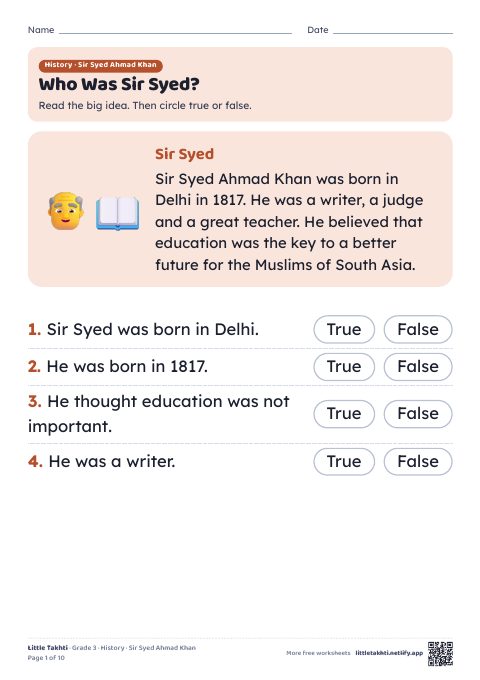 Name Date
History · Sir Syed Ahmad Khan
Who Was Sir Syed?
Read the big idea. Then circle true or false.
Sir Syed
Sir Syed Ahmad Khan was born in
Delhi in 1817. He was a writer, a judge
and a great teacher. He believed that
education was the key to a better
future for the Muslims of South Asia.
1. Sir Syed was born in Delhi. True False
2. He was born in 1817. True False
3. He thought education was not
important. True False
4. He was a writer. True False
Little Takhti · Grade 3 · History · Sir Syed Ahmad Khan
Page 1 of 10
More free worksheets littletakhti.netlify.app